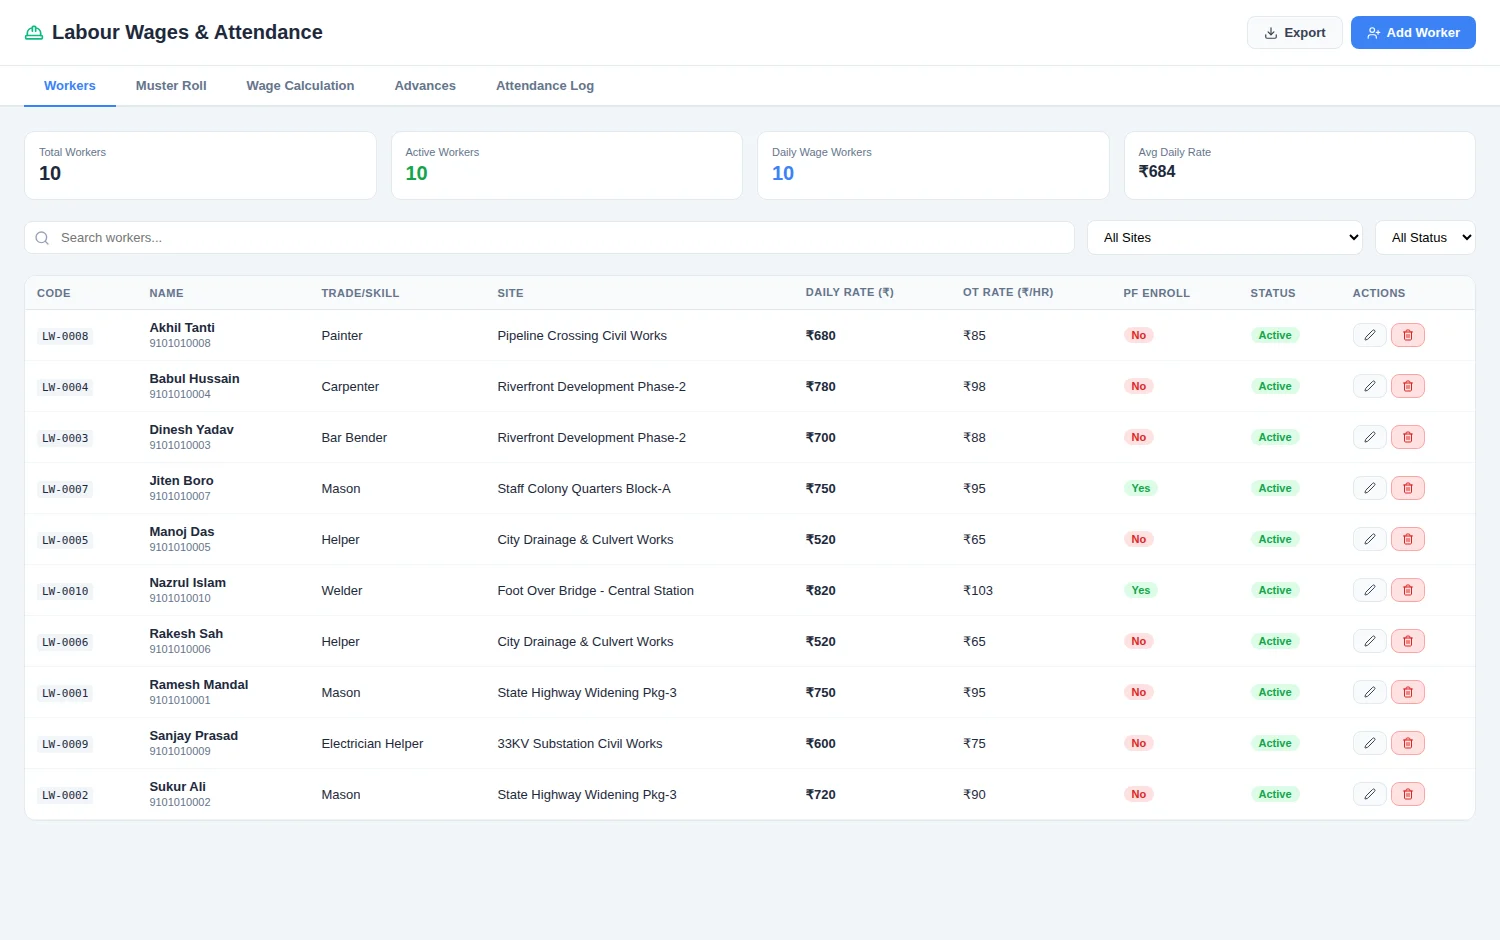 Labour Wages & Attendance
Export
Add Worker
Workers
Muster Roll
Wage Calculation
Advances
Attendance Log
Total Workers
10
Active Workers
10
Daily Wage Workers
10
Avg Daily Rate
₹684
Search workers...
All Sites
All Status
CODE NAME TRADE/SKILL SITE DAILY RATE (₹) OT RATE (₹/HR) PF ENROLL STATUS ACTIONS
LW-0008 Akhil Tanti Painter Pipeline Crossing Civil Works ₹680 ₹85 No Active
9101010008
LW-0004 Babul Hussain Carpenter Riverfront Development Phase-2 ₹780 ₹98 No Active
9101010004
LW-0003 Dinesh Yadav Bar Bender Riverfront Development Phase-2 ₹700 ₹88 No Active
9101010003
LW-0007 Jiten Boro Mason Staff Colony Quarters Block-A ₹750 ₹95 Yes Active
9101010007
LW-0005 Manoj Das Helper City Drainage & Culvert Works ₹520 ₹65 No Active
9101010005
LW-0010 Nazrul Islam Welder Foot Over Bridge - Central Station ₹820 ₹103 Yes Active
9101010010
LW-0006 Rakesh Sah Helper City Drainage & Culvert Works ₹520 ₹65 No Active
9101010006
LW-0001 Ramesh Mandal Mason State Highway Widening Pkg-3 ₹750 ₹95 No Active
9101010001
LW-0009 Sanjay Prasad Electrician Helper 33KV Substation Civil Works ₹600 ₹75 No Active
9101010009
LW-0002 Sukur Ali Mason State Highway Widening Pkg-3 ₹720 ₹90 No Active
9101010002